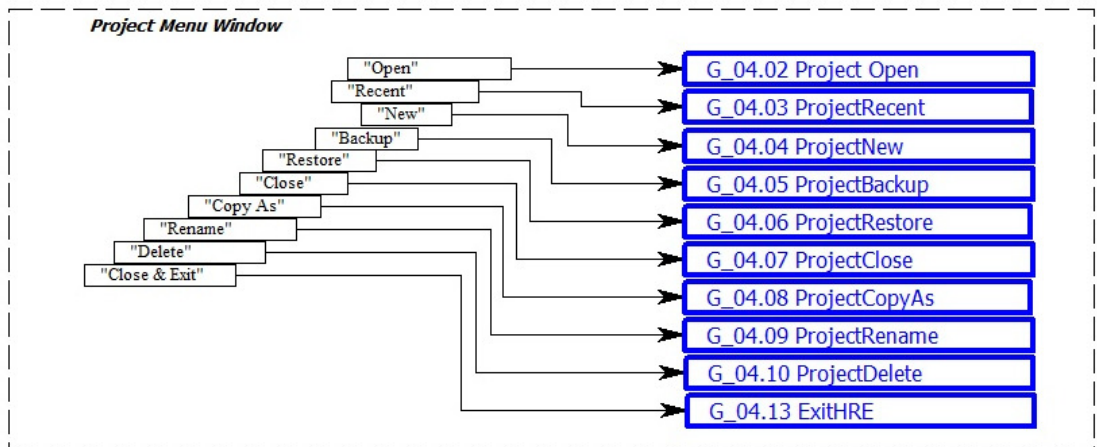 Project Menu Window
"Open"
G_04.02 Project Open
"Recent"
G_04.03 ProjectRecent
"New"
G_04.04 ProjectNew
"Backup"
G_04.05 ProjectBackup
"Restore"
G_04.06 ProjectRestore
"Close"
G_04.07 ProjectClose
"Copy As"
G_04.08 ProjectCopyAs
"Rename"
G_04.09 ProjectRename
"Delete"
G_04.10 ProjectDelete
"Close & Exit"
G_04.13 ExitHRE